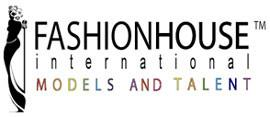 FASHIONHOUSE™
international
MODELS AND TALENT